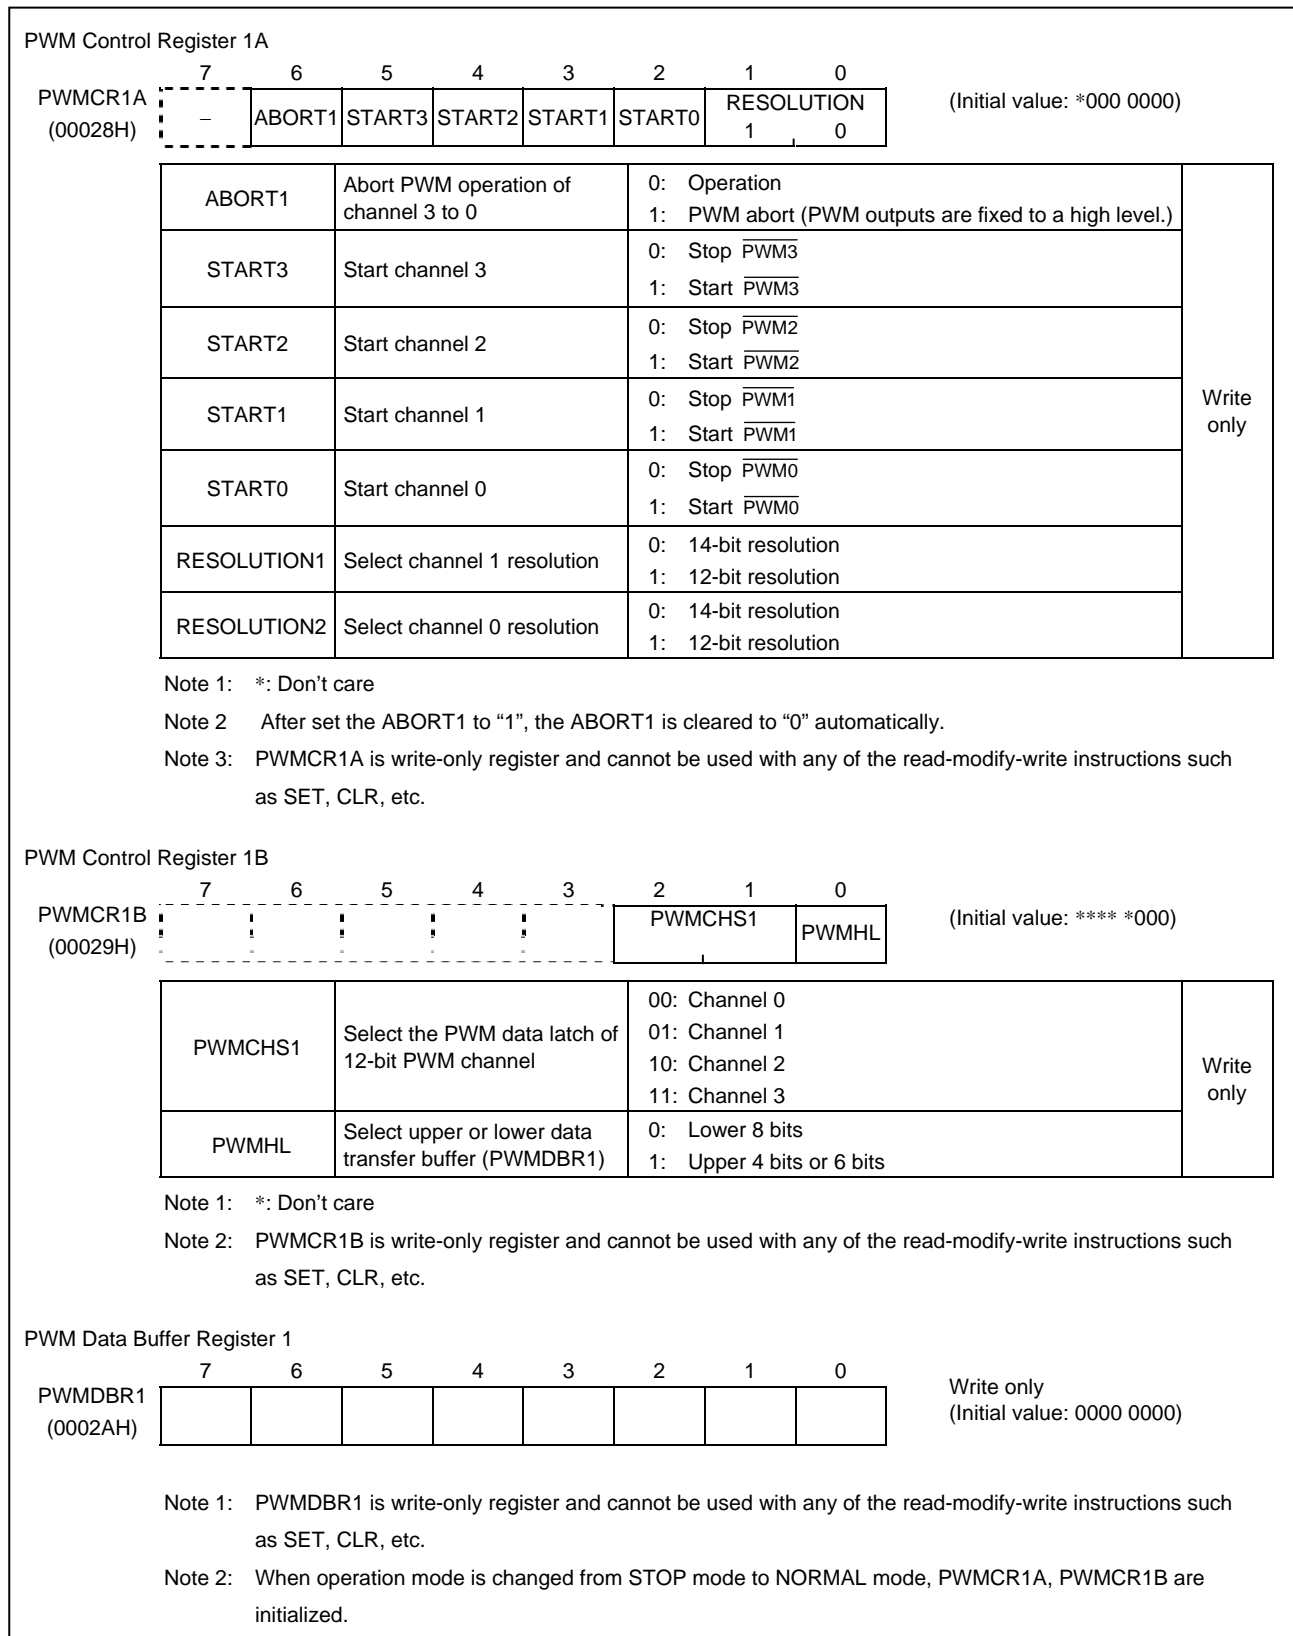 PWM Control Register 1A
7 6 5 4 3 2 1 0
PWMCR1A
(00028H)
– ABORT1 START3 START2 START1 START0 RESOLUTION
1 0
(Initial value: *000 0000)
ABORT1
Abort PWM operation of
channel 3 to 0
0: Operation
1: PWM abort (PWM outputs are fixed to a high level.)
START3
Start channel 3
0: Stop P̅W̅M̅3̅
1: Start P̅W̅M̅3̅
START2
Start channel 2
0: Stop P̅W̅M̅2̅
1: Start P̅W̅M̅2̅
START1
Start channel 1
0: Stop P̅W̅M̅1̅
1: Start P̅W̅M̅1̅
START0
Start channel 0
0: Stop P̅W̅M̅0̅
1: Start P̅W̅M̅0̅
RESOLUTION1
Select channel 1 resolution
0: 14-bit resolution
1: 12-bit resolution
RESOLUTION2
Select channel 0 resolution
0: 14-bit resolution
1: 12-bit resolution
Write
only
Note 1: *: Don’t care
Note 2 After set the ABORT1 to “1”, the ABORT1 is cleared to “0” automatically.
Note 3: PWMCR1A is write-only register and cannot be used with any of the read-modify-write instructions such
as SET, CLR, etc.
PWM Control Register 1B
7 6 5 4 3 2 1 0
PWMCR1B
(00029H)
PWMCHS1 PWMHL
(Initial value: **** *000)
PWMCHS1
Select the PWM data latch of
12-bit PWM channel
00: Channel 0
01: Channel 1
10: Channel 2
11: Channel 3
PWMHL
Select upper or lower data
transfer buffer (PWMDBR1)
0: Lower 8 bits
1: Upper 4 bits or 6 bits
Write
only
Note 1: *: Don’t care
Note 2: PWMCR1B is write-only register and cannot be used with any of the read-modify-write instructions such
as SET, CLR, etc.
PWM Data Buffer Register 1
7 6 5 4 3 2 1 0
PWMDBR1
(0002AH)
Write only
(Initial value: 0000 0000)
Note 1: PWMDBR1 is write-only register and cannot be used with any of the read-modify-write instructions such
as SET, CLR, etc.
Note 2: When operation mode is changed from STOP mode to NORMAL mode, PWMCR1A, PWMCR1B are
initialized.